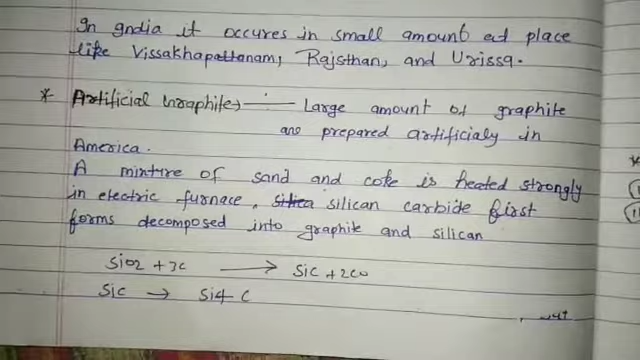 In gndia it occures in small amount at place
like Vissakhapattanam, Rajsthan, and Urissa.
* Artificial Graphite :— Large amount of graphite
are prepared artificialy in
America.
A mixture of sand and coke is heated strongly
in electric furnace, silican carbide first
forms decomposed into graphite and silican
SiO2 + 3C → SiC + 2CO
SiC → Si + C